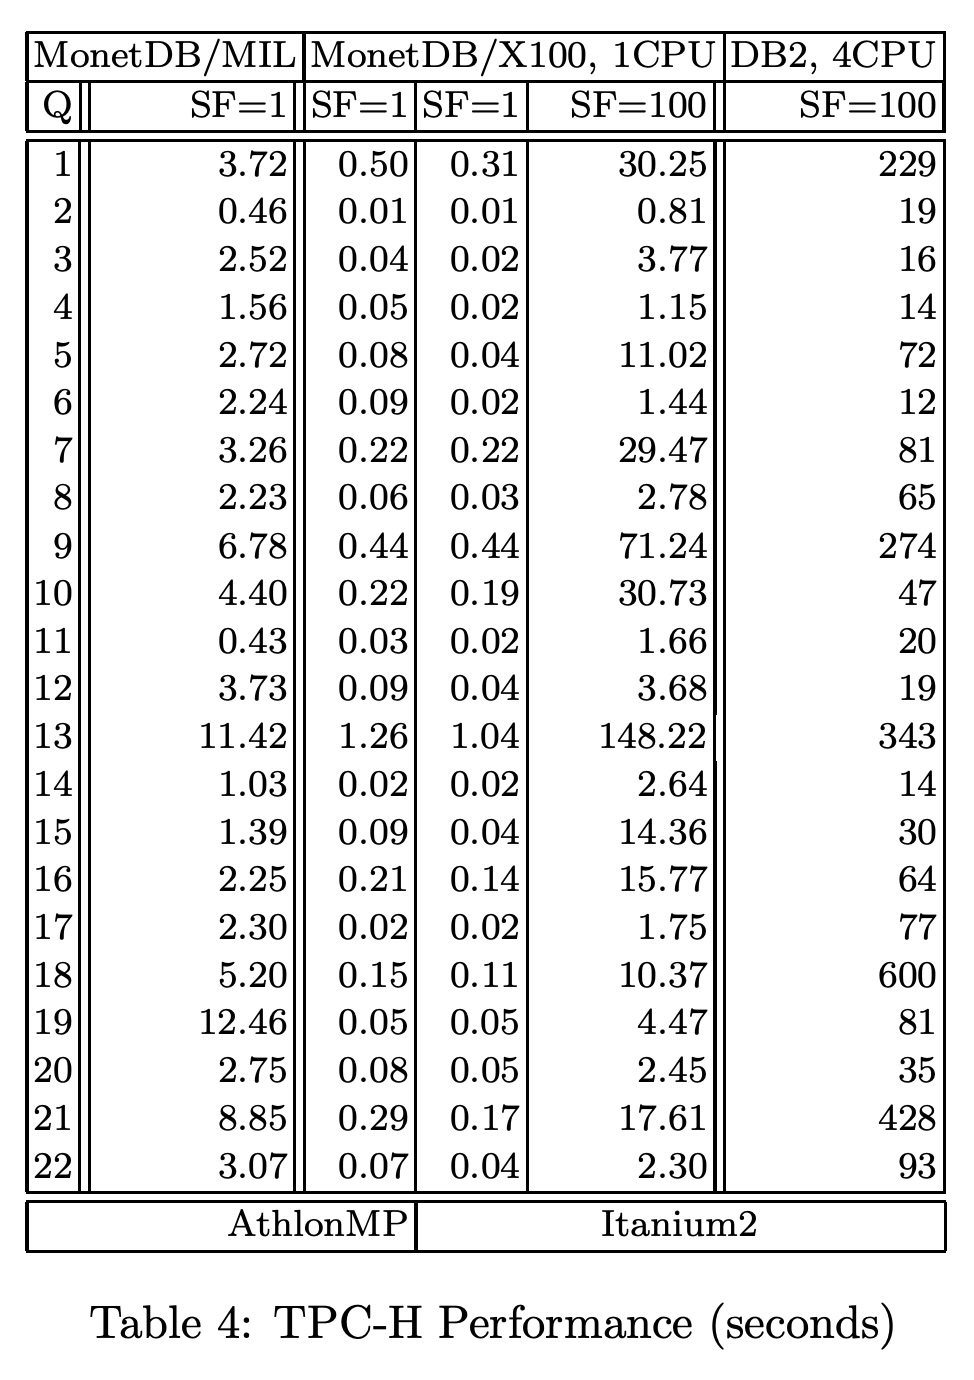 MonetDB/MIL MonetDB/X100, 1CPU DB2, 4CPU
Q SF=1 SF=1 SF=1 SF=100 SF=100
1 3.72 0.50 0.31 30.25 229
2 0.46 0.01 0.01 0.81 19
3 2.52 0.04 0.02 3.77 16
4 1.56 0.05 0.02 1.15 14
5 2.72 0.08 0.04 11.02 72
6 2.24 0.09 0.02 1.44 12
7 3.26 0.22 0.22 29.47 81
8 2.23 0.06 0.03 2.78 65
9 6.78 0.44 0.44 71.24 274
10 4.40 0.22 0.19 30.73 47
11 0.43 0.03 0.02 1.66 20
12 3.73 0.09 0.04 3.68 19
13 11.42 1.26 1.04 148.22 343
14 1.03 0.02 0.02 2.64 14
15 1.39 0.09 0.04 14.36 30
16 2.25 0.21 0.14 15.77 64
17 2.30 0.02 0.02 1.75 77
18 5.20 0.15 0.11 10.37 600
19 12.46 0.05 0.05 4.47 81
20 2.75 0.08 0.05 2.45 35
21 8.85 0.29 0.17 17.61 428
22 3.07 0.07 0.04 2.30 93
AthlonMP Itanium2
Table 4: TPC-H Performance (seconds)